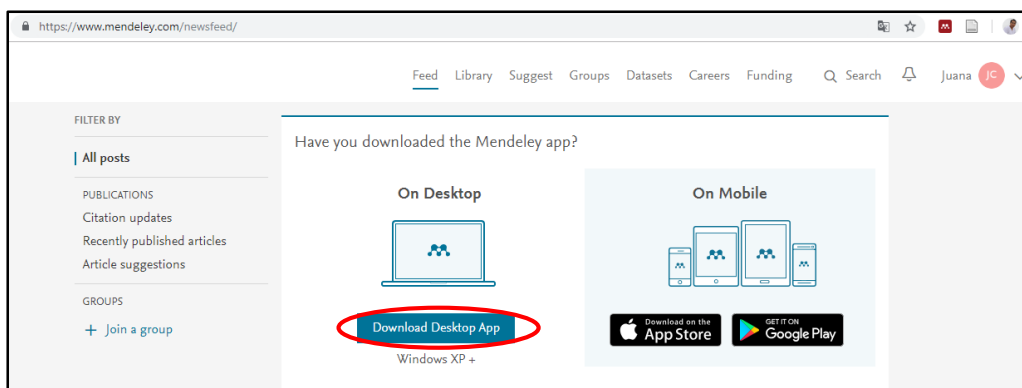 https://www.mendeley.com/newsfeed/
Feed Library Suggest Groups Datasets Careers Funding Search Juana JC
FILTER BY
All posts
PUBLICATIONS
Citation updates
Recently published articles
Article suggestions
GROUPS
+ Join a group
Have you downloaded the Mendeley app?
On Desktop
Download Desktop App
Windows XP +
On Mobile
Download on the
App Store
GET IT ON
Google Play